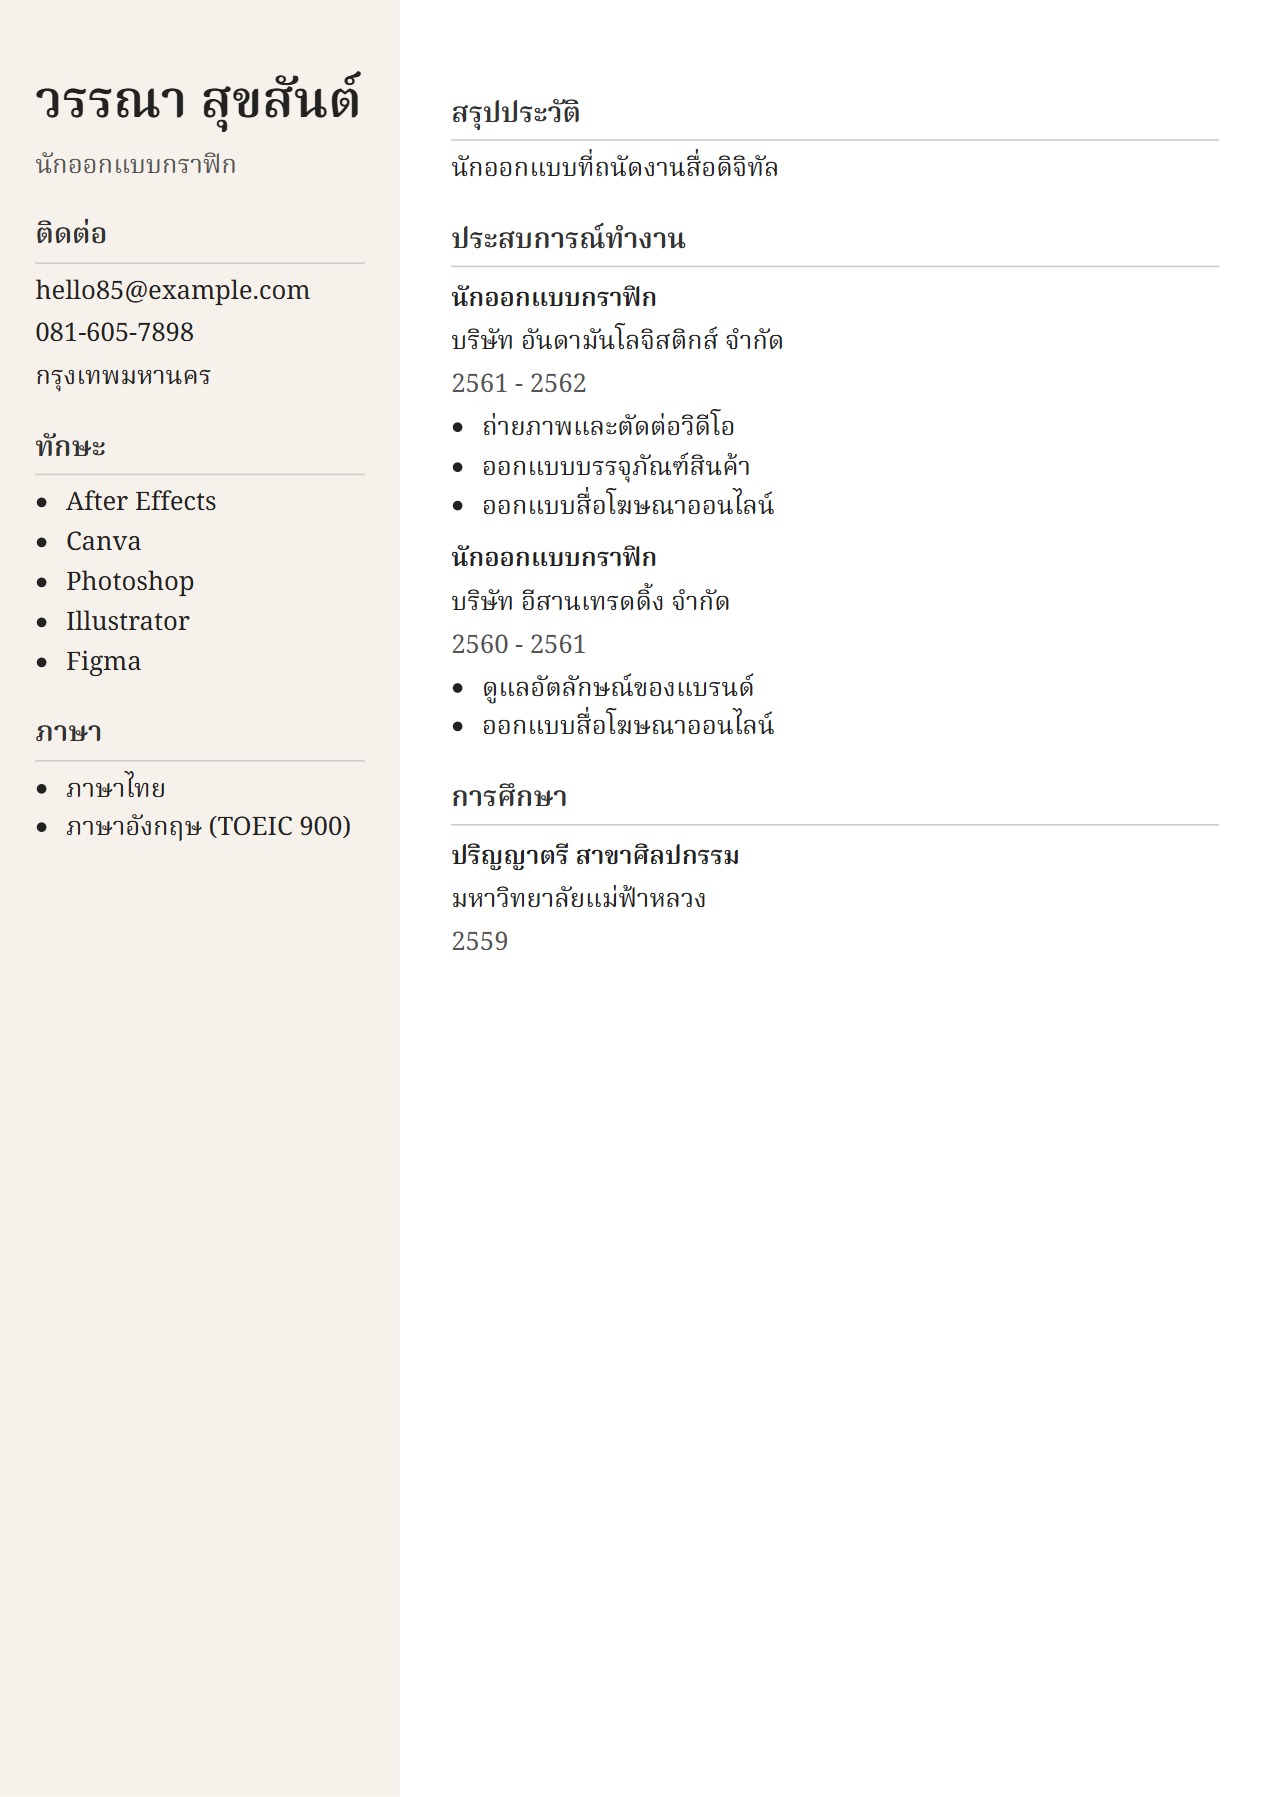 วรรณา สุขสันต์
นักออกแบบกราฟิก
ติดต่อ
hello85@example.com
081-605-7898
กรุงเทพมหานคร
ทักษะ
• After Effects
• Canva
• Photoshop
• Illustrator
• Figma
ภาษา
• ภาษาไทย
• ภาษาอังกฤษ (TOEIC 900)
สรุปประวัติ
นักออกแบบที่ถนัดงานสื่อดิจิทัล
ประสบการณ์ทำงาน
นักออกแบบกราฟิก
บริษัท อันดามันโลจิสติกส์ จำกัด
2561 - 2562
• ถ่ายภาพและตัดต่อวิดีโอ
• ออกแบบบรรจุภัณฑ์สินค้า
• ออกแบบสื่อโฆษณาออนไลน์
นักออกแบบกราฟิก
บริษัท อีสานเทรดดิ้ง จำกัด
2560 - 2561
• ดูแลอัตลักษณ์ของแบรนด์
• ออกแบบสื่อโฆษณาออนไลน์
การศึกษา
ปริญญาตรี สาขาศิลปกรรม
มหาวิทยาลัยแม่ฟ้าหลวง
2559